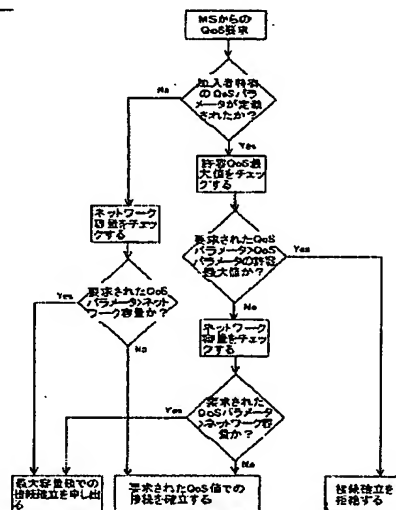 MSからの
QoS要求
加入者特有
のQoSパラ
メータが定義
されたか？
No
Yes
許容QoS最
大値をチェッ
クする
ネットワーク
容量をチェッ
クする
要求されたQoS
パラメータ>QoS
パラメータの許容
最大値か？
Yes
No
要求されたQoS
パラメータ>ネット
ワーク容量か？
Yes
No
ネットワーク
容量をチェッ
クする
要求された
QoSパラメータ
>ネットワーク容
量か？
Yes
No
最大容量値での
接続確立を申し出
る
要求されたQoS値での
接続を確立する
接続確立を
拒絶する